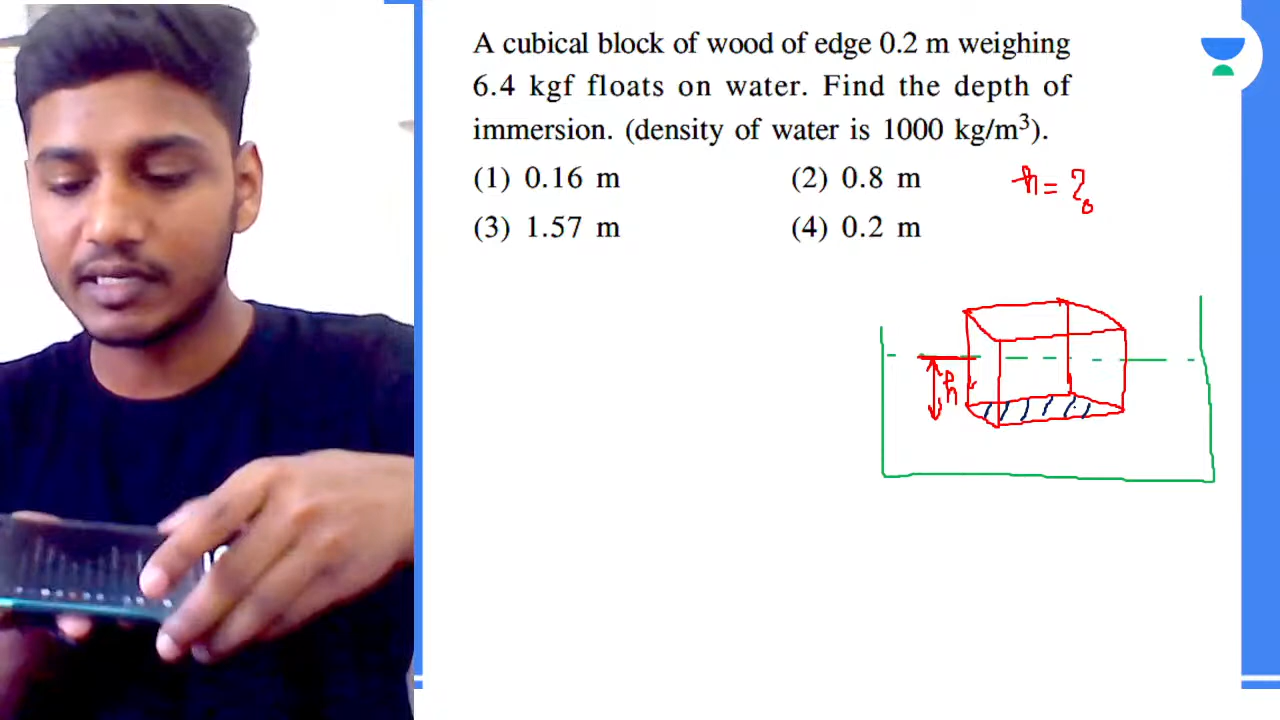 A cubical block of wood of edge 0.2 m weighing
6.4 kgf floats on water. Find the depth of
immersion. (density of water is 1000 kg/m³).
(1) 0.16 m (2) 0.8 m
(3) 1.57 m (4) 0.2 m
h = ?
h